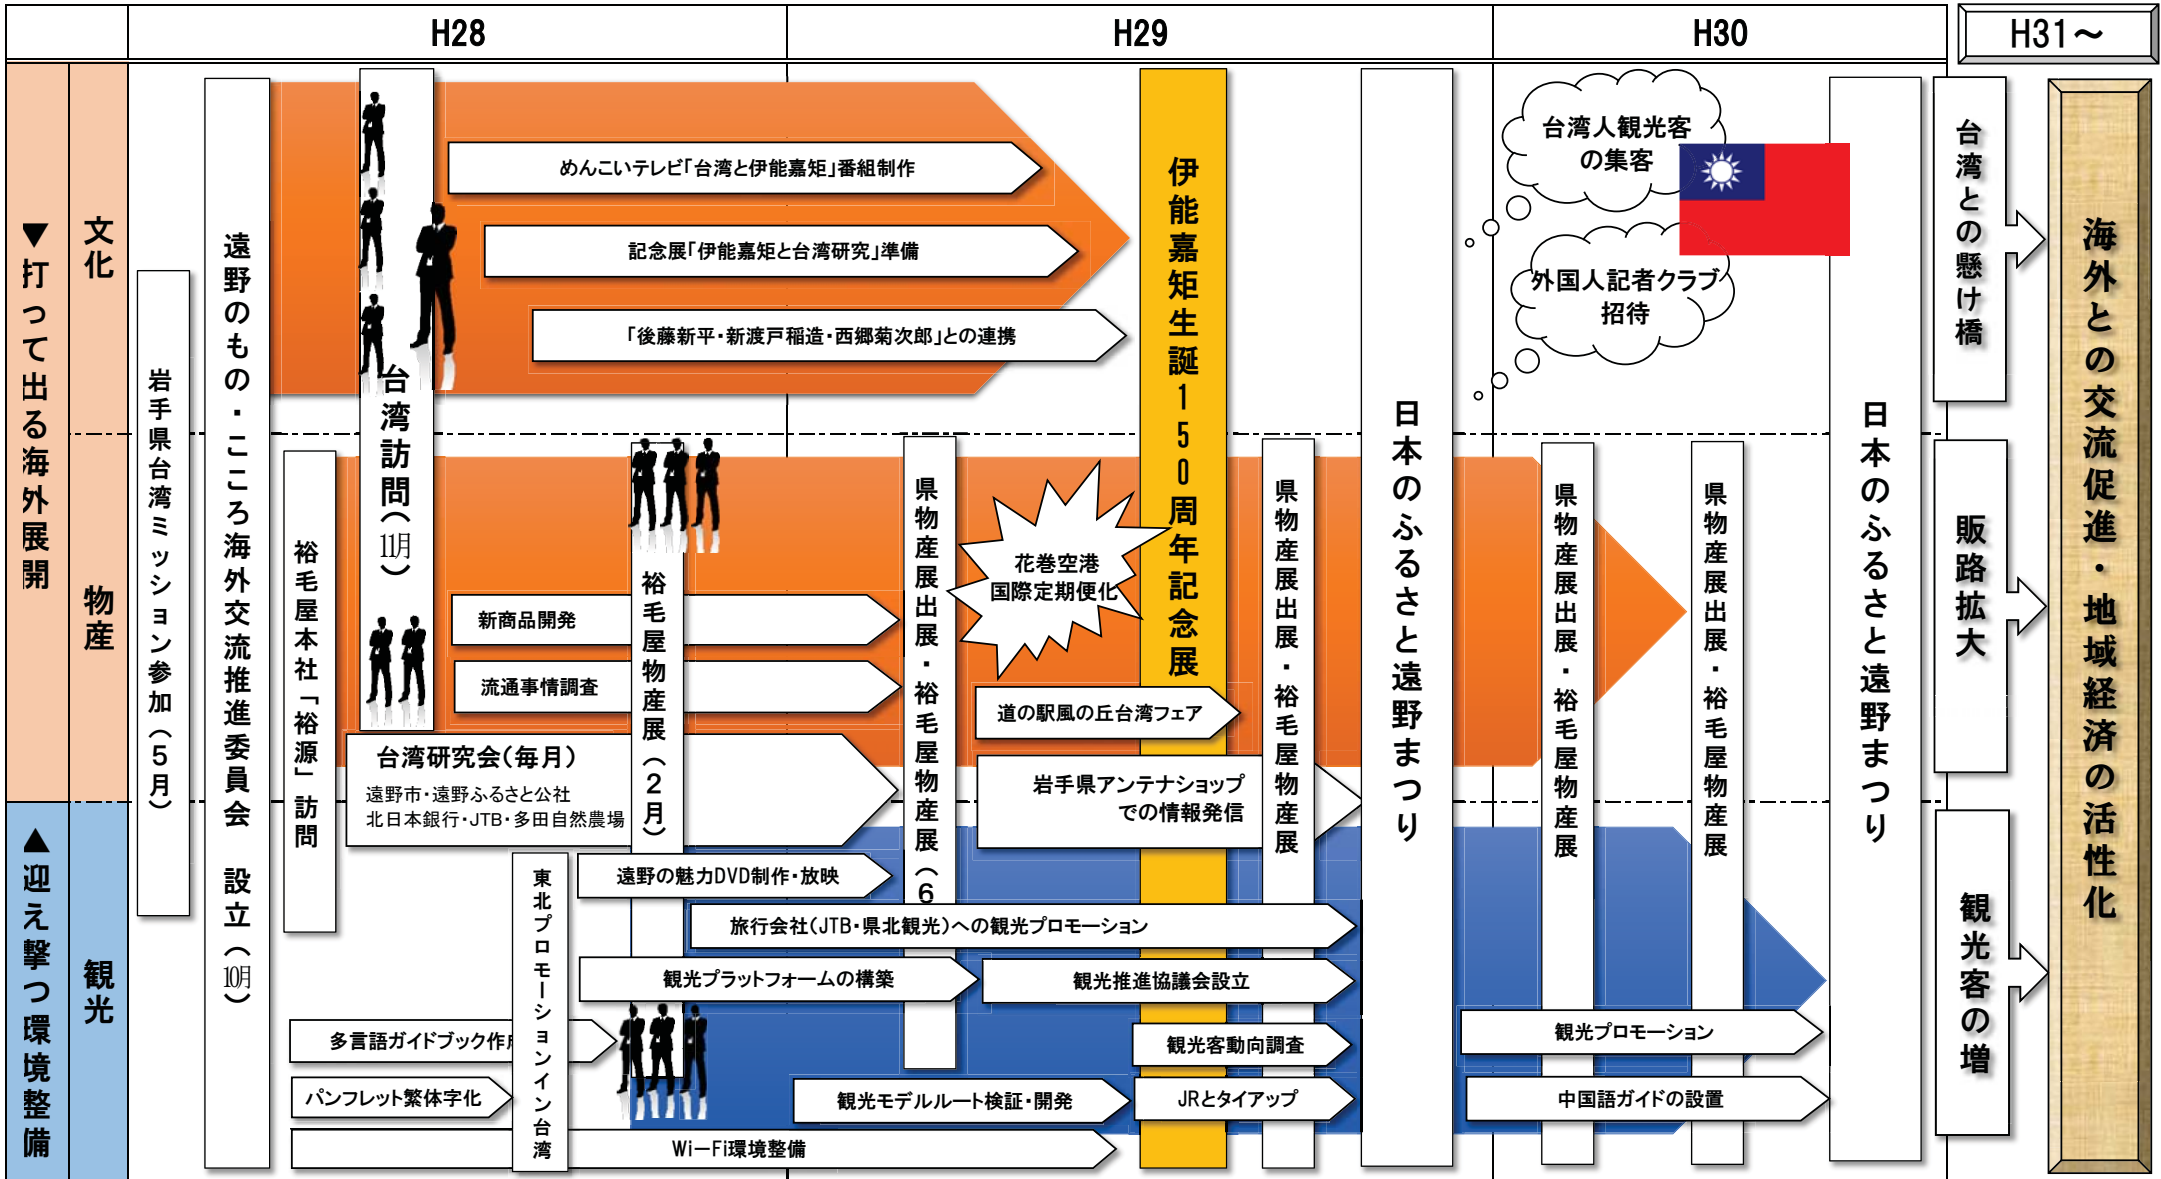 H28
H29
H30
H31～
▼打って出る海外展開
▲迎え撃つ環境整備
文化
物産
観光
岩手県台湾ミッション参加（5月）
遠野のもの・こころ海外交流推進委員会 設立（10月）
裕毛屋本社「裕源」訪問
台湾訪問（11月）
めんこいテレビ「台湾と伊能嘉矩」番組制作
記念展「伊能嘉矩と台湾研究」準備
「後藤新平・新渡戸稲造・西郷菊次郎」との連携
新商品開発
流通事情調査
台湾研究会（毎月）
遠野市・遠野ふるさと公社
北日本銀行・JTB・多田自然農場
裕毛屋物産展（2月）
東北プロモーションイン台湾
遠野の魅力DVD制作・放映
旅行会社（JTB・県北観光）への観光プロモーション
観光プラットフォームの構築
観光推進協議会設立
多言語ガイドブック作
パンフレット繁体字化
Wi－Fi環境整備
観光モデルルート検証・開発
観光客動向調査
JRとタイアップ
県物産展出展・裕毛屋物産展（6
花巻空港
国際定期便化
道の駅風の丘台湾フェア
岩手県アンテナショップ
での情報発信
伊能嘉矩生誕150周年記念展
県物産展出展・裕毛屋物産展
日本のふるさと遠野まつり
台湾人観光客
の集客
外国人記者クラブ
招待
県物産展出展・裕毛屋物産展
県物産展出展・裕毛屋物産展
観光プロモーション
中国語ガイドの設置
日本のふるさと遠野まつり
台湾との懸け橋
販路拡大
観光客の増
海外との交流促進・地域経済の活性化